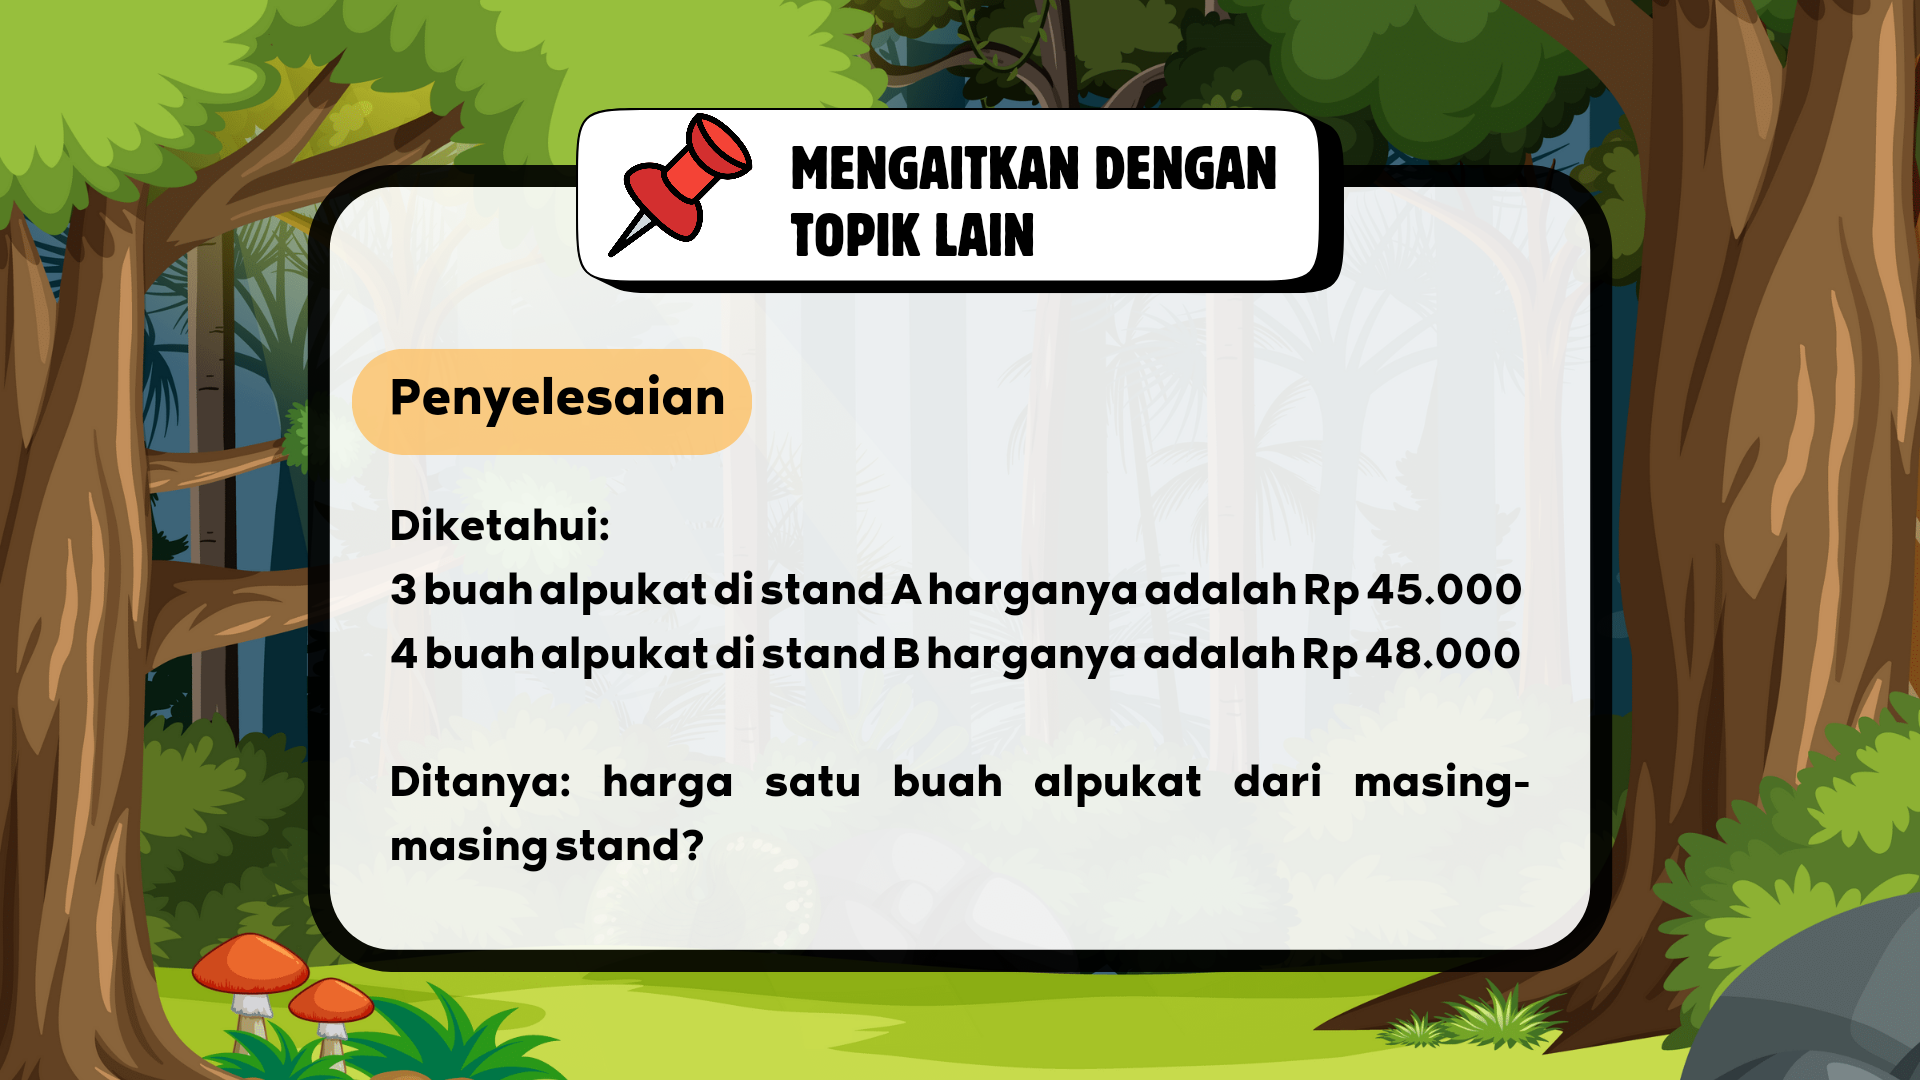 MENGAITKAN DENGAN
TOPIK LAIN
Penyelesaian
Diketahui:
3 buah alpukat di stand A harganya adalah Rp 45.000
4 buah alpukat di stand B harganya adalah Rp 48.000
Ditanya: harga satu buah alpukat dari masing-
masing stand?